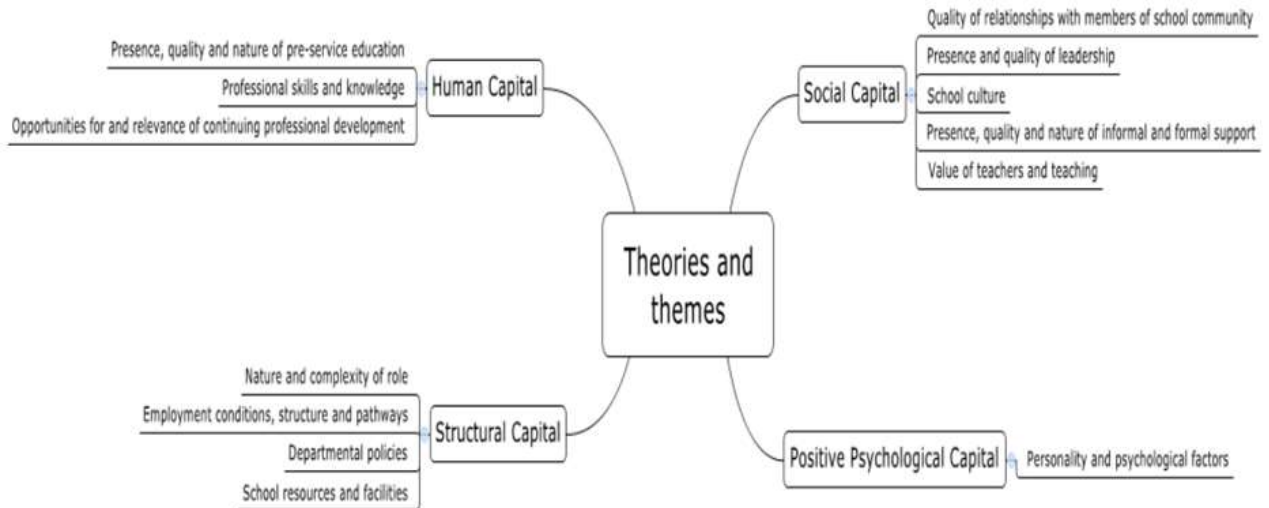 Presence, quality and nature of pre-service education
Professional skills and knowledge
Opportunities for and relevance of continuing professional development
Human Capital
Social Capital
Quality of relationships with members of school community
Presence and quality of leadership
School culture
Presence, quality and nature of informal and formal support
Value of teachers and teaching
Theories and
themes
Nature and complexity of role
Employment conditions, structure and pathways
Departmental policies
School resources and facilities
Structural Capital
Positive Psychological Capital
Personality and psychological factors